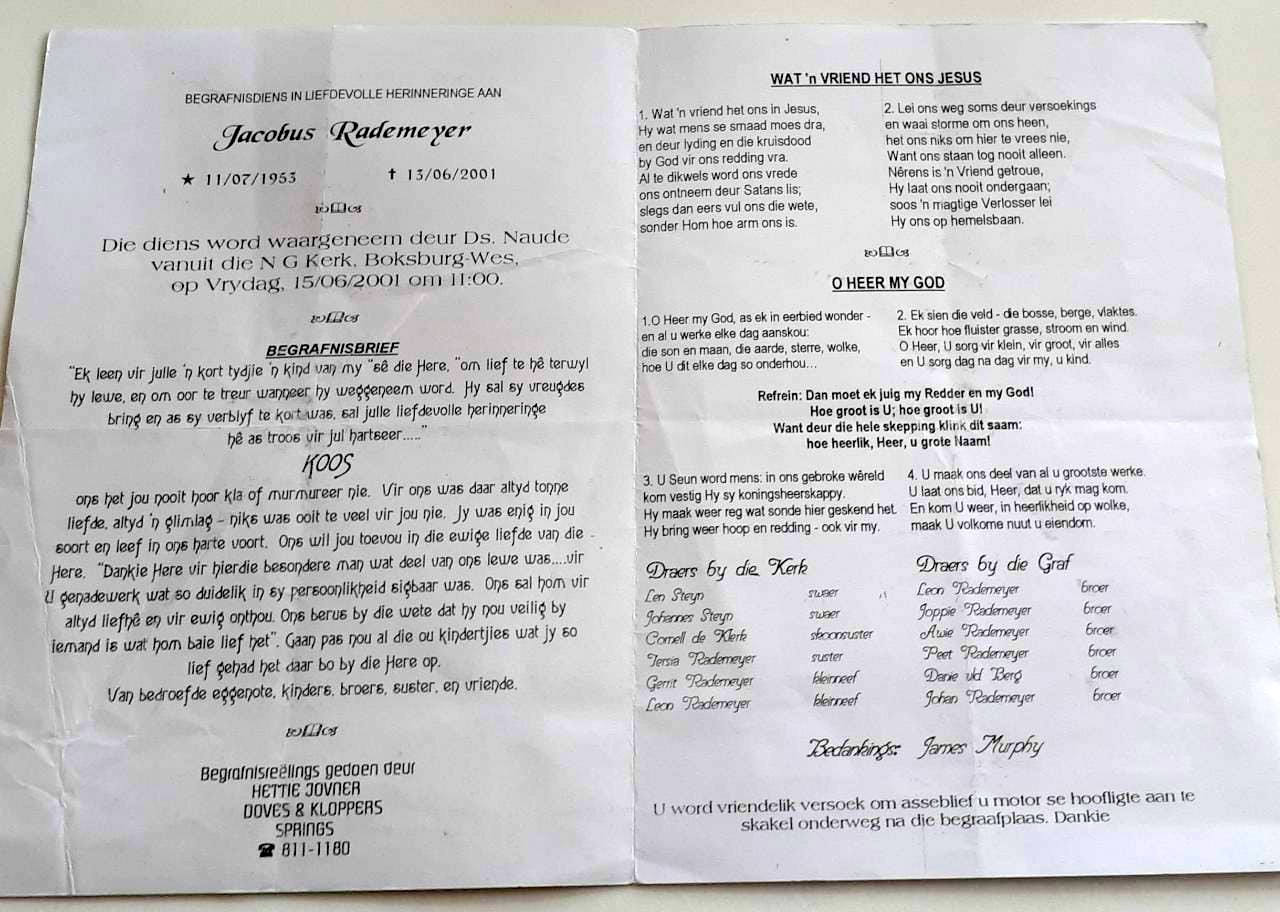 BEGRAFNISDIENS IN LIEFDEVOLLE HERINNERINGE AAN
Jacobus Rademeyer
★ 11/07/1953 † 13/06/2001
Die diens word waargeneem deur Ds. Naude
vanuit die N G Kerk, Boksburg-Wes,
op Vrydag, 15/06/2001 om 11:00.
BEGRAFNISBRIEF
"Ek leen vir julle 'n kort tydjie 'n kind van my "sê die Here, "om lief te hê terwyl
hy lewe, en om oor te treur wanneer hy weggeneem word. Hy sal sy vreugdes
bring en as sy verblyf te kort was, sal julle liefdevolle herinneringe
hê as troos vir jul hartseer....."
KOOS
ons het jou nooit hoor kla of murmureer nie. Vir ons was daar altyd tonne
liefde, altyd 'n glimlag - niks was ooit te veel vir jou nie. Jy was enig in jou
soort en leef in ons harte voort. Ons wil jou toevou in die ewige liefde van die
Here. "Dankie Here vir hierdie besondere man wat deel van ons lewe was....vir
U genadewerk wat so duidelik in sy persoonlikheid sigbaar was. Ons sal hom vir
altyd liefhê en vir ewig onthou. Ons berus by die wete dat hy nou veilig by
iemand is wat hom baie lief het". Gaan pas nou al die ou kindertjies wat jy so
lief gehad het daar bo by die Here op.
Van bedroefde eggenote, kinders, broers, suster, en vriende.
Begrafnisreëlings gedoen deur
HETTIE JOVNER
DOVES & KLOPPERS
SPRINGS
☎ 811-1180
WAT 'n VRIEND HET ONS JESUS
1. Wat 'n vriend het ons in Jesus,
Hy wat mens se smaad moes dra,
en deur lyding en die kruisdood
by God vir ons redding vra.
Al te dikwels word ons vrede
ons ontneem deur Satans lis;
slegs dan eers vul ons die wete,
sonder Hom hoe arm ons is.
2. Lei ons weg soms deur versoekings
en waai storme om ons heen,
het ons niks om hier te vrees nie,
Want ons staan tog nooit alleen.
Nêrens is 'n Vriend getroue,
Hy laat ons nooit ondergaan;
soos 'n magtige Verlosser lei
Hy ons op hemelsbaan.
O HEER MY GOD
1.O Heer my God, as ek in eerbied wonder -
en al u werke elke dag aanskou:
die son en maan, die aarde, sterre, wolke,
hoe U dit elke dag so onderhou...
2. Ek sien die veld - die bosse, berge, vlaktes.
Ek hoor hoe fluister grasse, stroom en wind.
O Heer, U sorg vir klein, vir groot, vir alles
en U sorg dag na dag vir my, u kind.
Refrein: Dan moet ek juig my Redder en my God!
Hoe groot is U; hoe groot is U!
Want deur die hele skepping klink dit saam:
hoe heerlik, Heer, u grote Naam!
3. U Seun word mens: in ons gebroke wêreld
kom vestig Hy sy koningsheerskappy.
Hy maak weer reg wat sonde hier geskend het.
Hy bring weer hoop en redding - ook vir my.
4. U maak ons deel van al u grootste werke.
U laat ons bid, Heer, dat u ryk mag kom.
En kom U weer, in heerlikheid op wolke,
maak U volkome nuut u eiendom.
Draers by die Kerk
Len Steyn swaer
Johannes Steyn swaer
Cornell de Klerk skoonsuster
Tersia Rademeyer suster
Gerrit Rademeyer kleinneef
Leon Rademeyer kleinneef
Draers by die Graf
Leon Rademeyer broer
Joppie Rademeyer broer
Awie Rademeyer broer
Peet Rademeyer broer
Danie vld Berg broer
Johan Rademeyer broer
Bedankings: James Murphy
U word vriendelik versoek om asseblief u motor se hoofligte aan te
skakel onderweg na die begraafplaas. Dankie